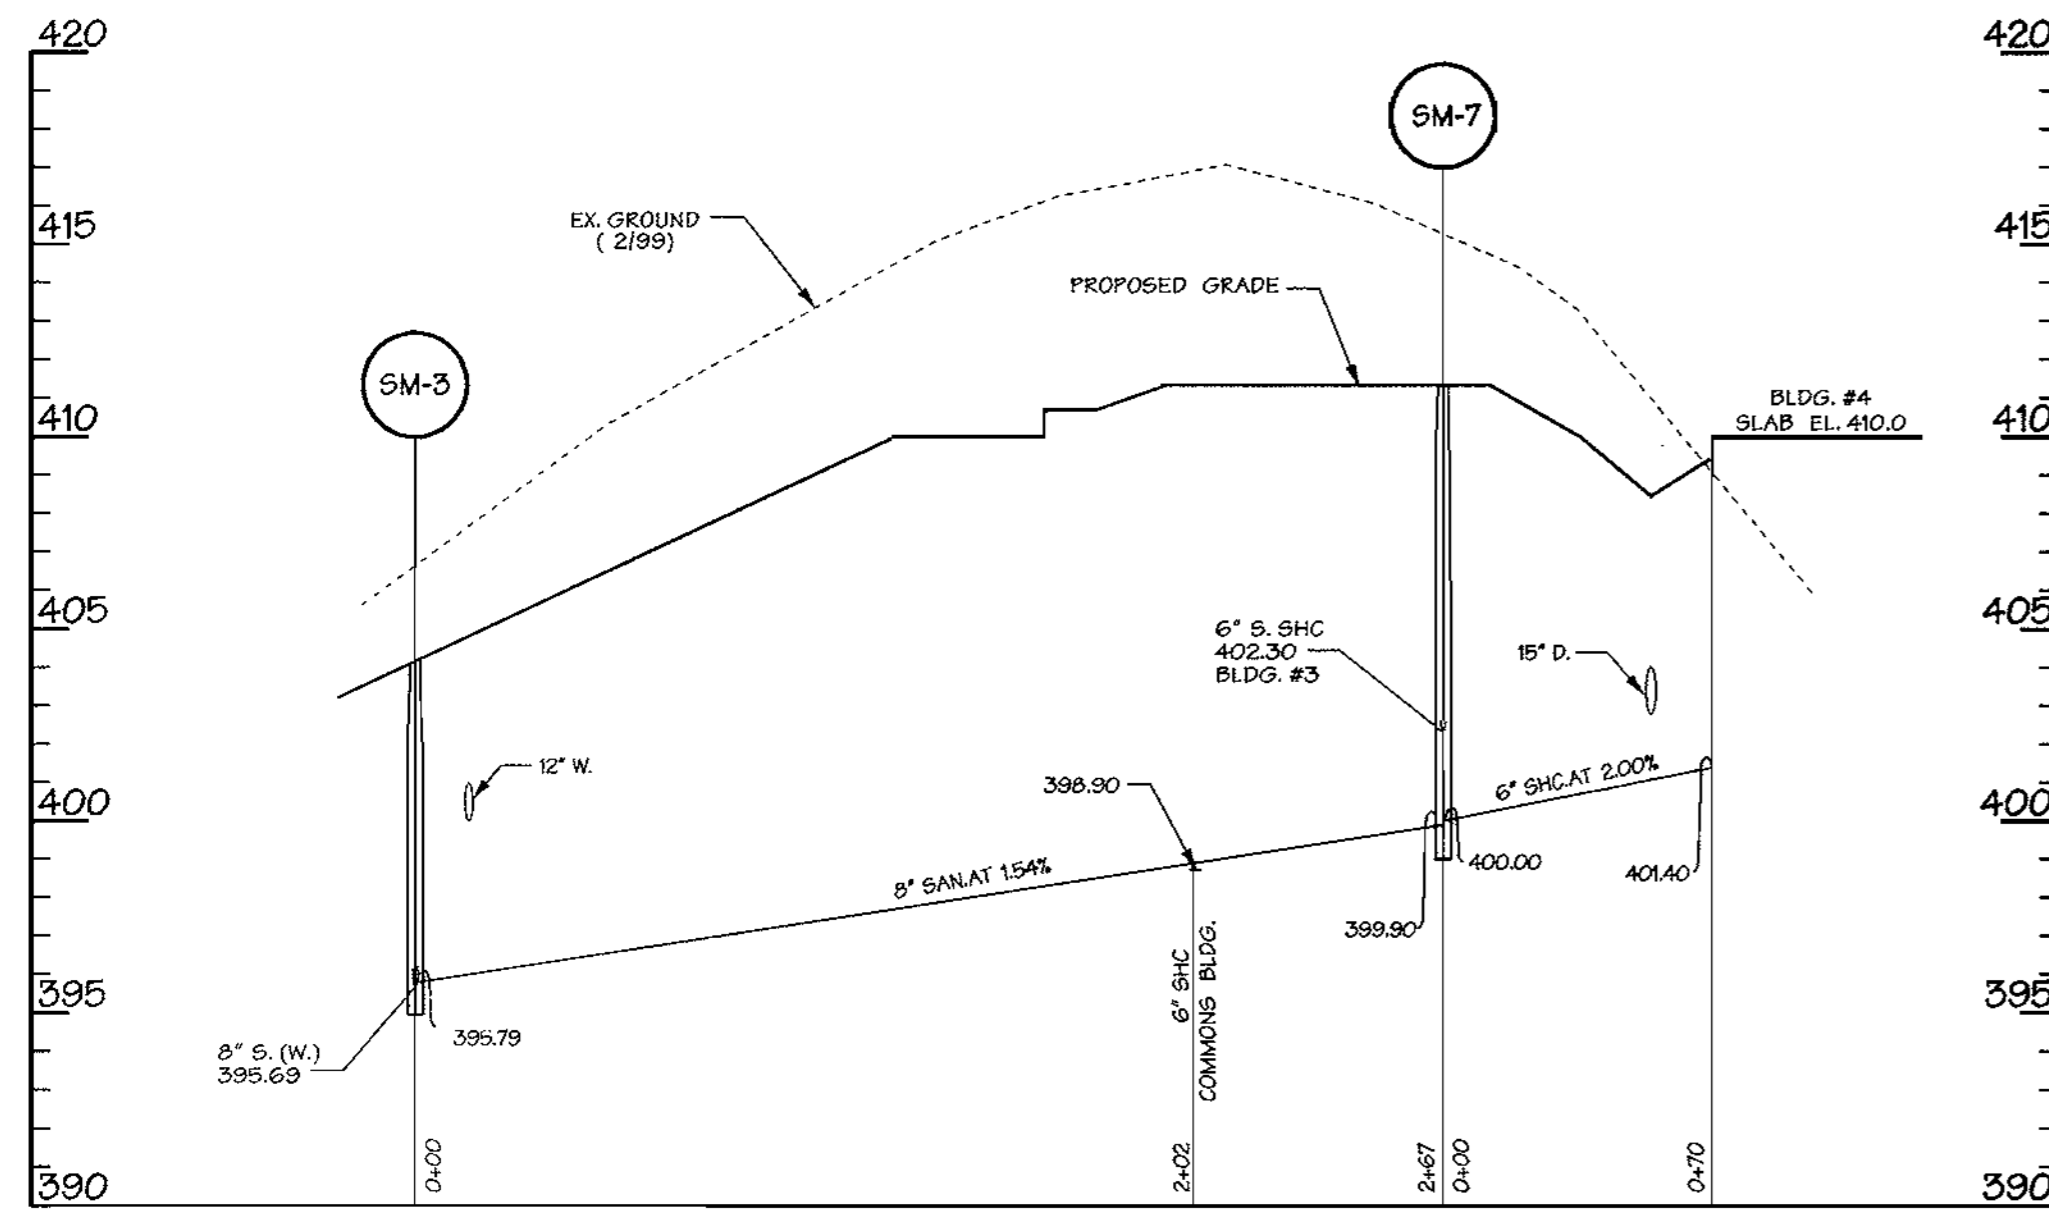 420
420
SM-7
EX. GROUND
( 2/99)
415
415
PROPOSED GRADE
SM-3
BLDG. #4
SLAB EL. 410.0
410
410
405
405
6" S. SHC
402.30
BLDG. #3
15" D.
12" W.
400
400
398.90
6" SHC. AT 2.00%
8" SAN. AT 1.54%
400.00
401.40
399.90
6" SHC
COMMONS BLDG.
395
395
395.79
8" S. (W.)
395.69
0+00
2+02
2+67
0+00
0+70
390
390